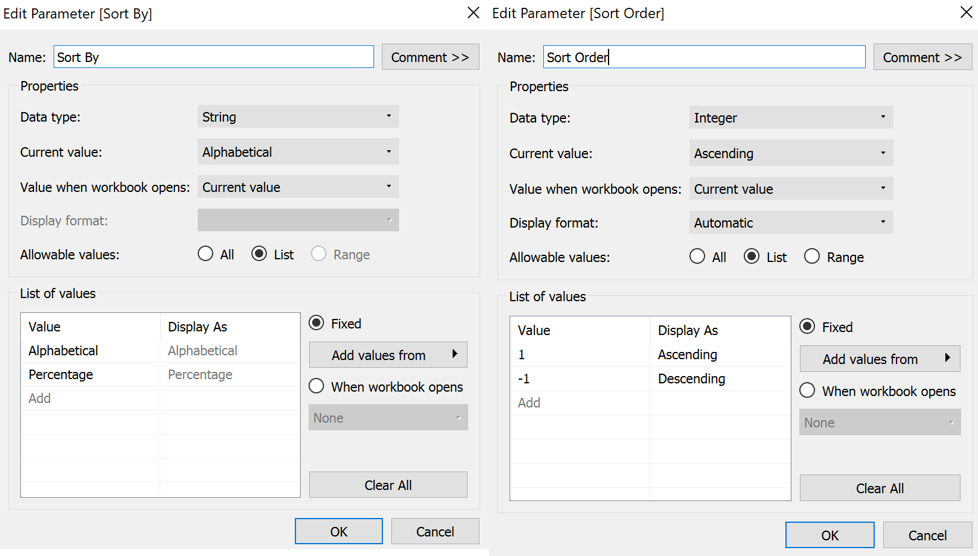 Edit Parameter [Sort By]
Name: Sort By Comment >>
Properties
Data type: String
Current value: Alphabetical
Value when workbook opens: Current value
Display format:
Allowable values: All List Range
List of values
Value Display As
Alphabetical Alphabetical
Percentage Percentage
Add
Fixed
Add values from
When workbook opens
None
Clear All
OK Cancel
Edit Parameter [Sort Order]
Name: Sort Order Comment >>
Properties
Data type: Integer
Current value: Ascending
Value when workbook opens: Current value
Display format: Automatic
Allowable values: All List Range
List of values
Value Display As
1 Ascending
-1 Descending
Add
Fixed
Add values from
When workbook opens
None
Clear All
OK Cancel